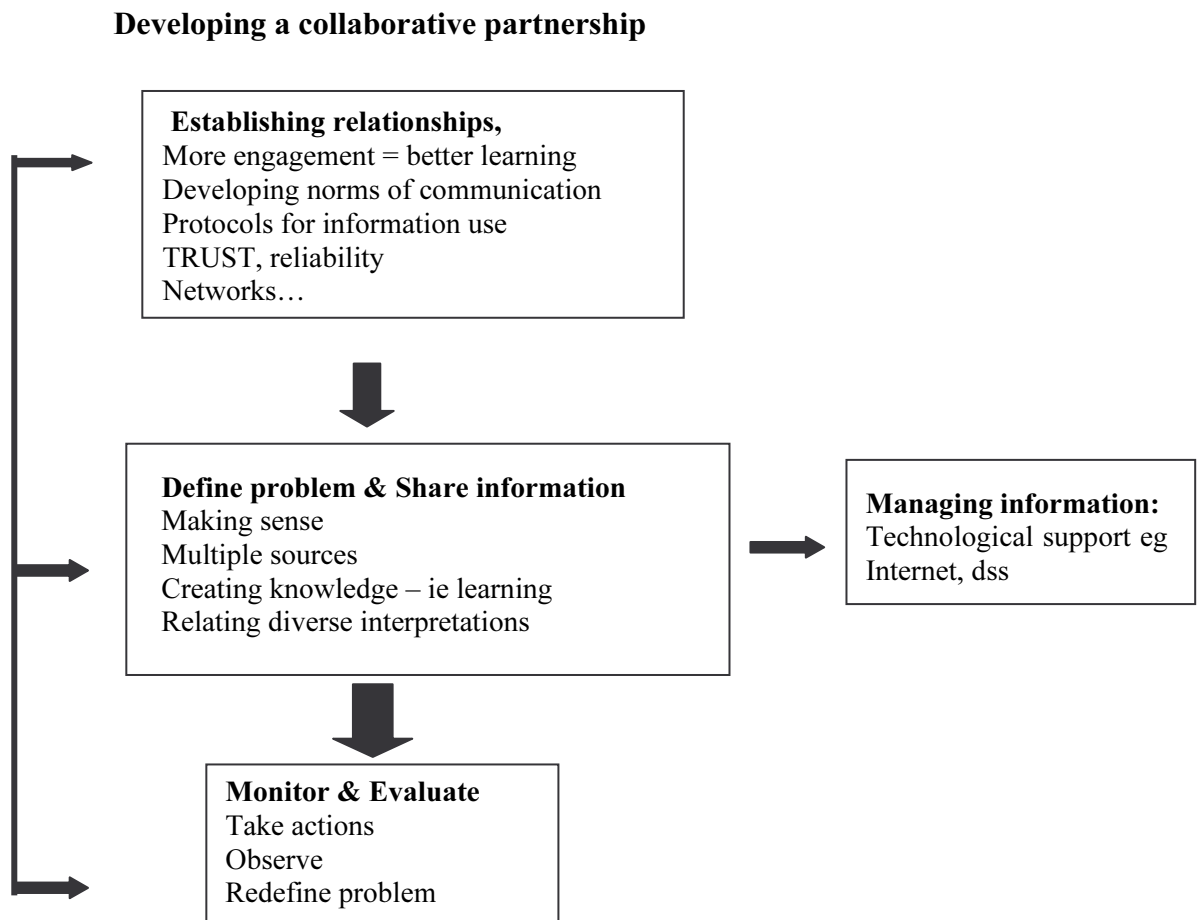 Developing a collaborative partnership
Establishing relationships,
More engagement = better learning
Developing norms of communication
Protocols for information use
TRUST, reliability
Networks…
Define problem & Share information
Making sense
Multiple sources
Creating knowledge – ie learning
Relating diverse interpretations
Managing information:
Technological support eg
Internet, dss
Monitor & Evaluate
Take actions
Observe
Redefine problem